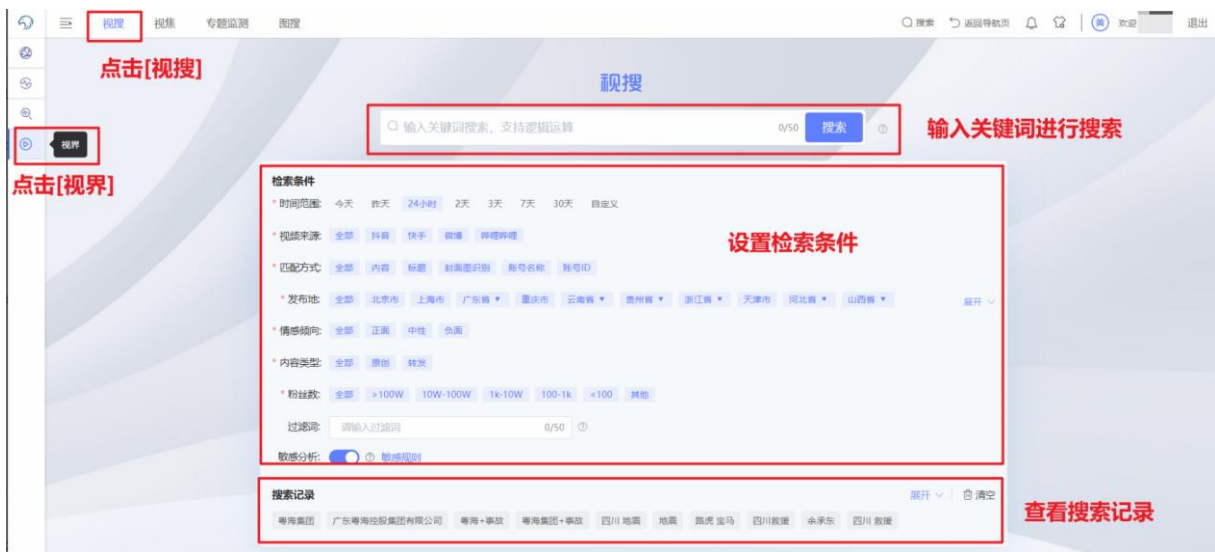 视搜 视焦 专题监测 图搜 搜索 返回导航页 黄 欢迎 退出
点击[视搜]
视搜
输入关键词搜索，支持逻辑运算 0/50 搜索
输入关键词进行搜索
视界
点击[视界]
检索条件
* 时间范围: 今天 昨天 24小时 2天 3天 7天 30天 自定义
* 视频来源: 全部 抖音 快手 微博 哔哩哔哩
设置检索条件
* 匹配方式: 全部 内容 标题 封面图识别 账号名称 账号ID
* 发布地: 全部 北京市 上海市 广东省 重庆市 云南省 贵州省 浙江省 天津市 河北省 山西省 展开
* 情感倾向: 全部 正面 中性 负面
* 内容类型: 全部 原创 转发
* 粉丝数: 全部 >100W 10W-100W 1k-10W 100-1k <100 其他
过滤词: 请输入过滤词 0/50
敏感分析: 敏感规则
搜索记录 展开 清空
粤海集团 广东粤海控股集团有限公司 粤海+事故 粤海集团+事故 四川 地震 地震 路虎 宝马 四川救援 余承东 四川 救援
查看搜索记录